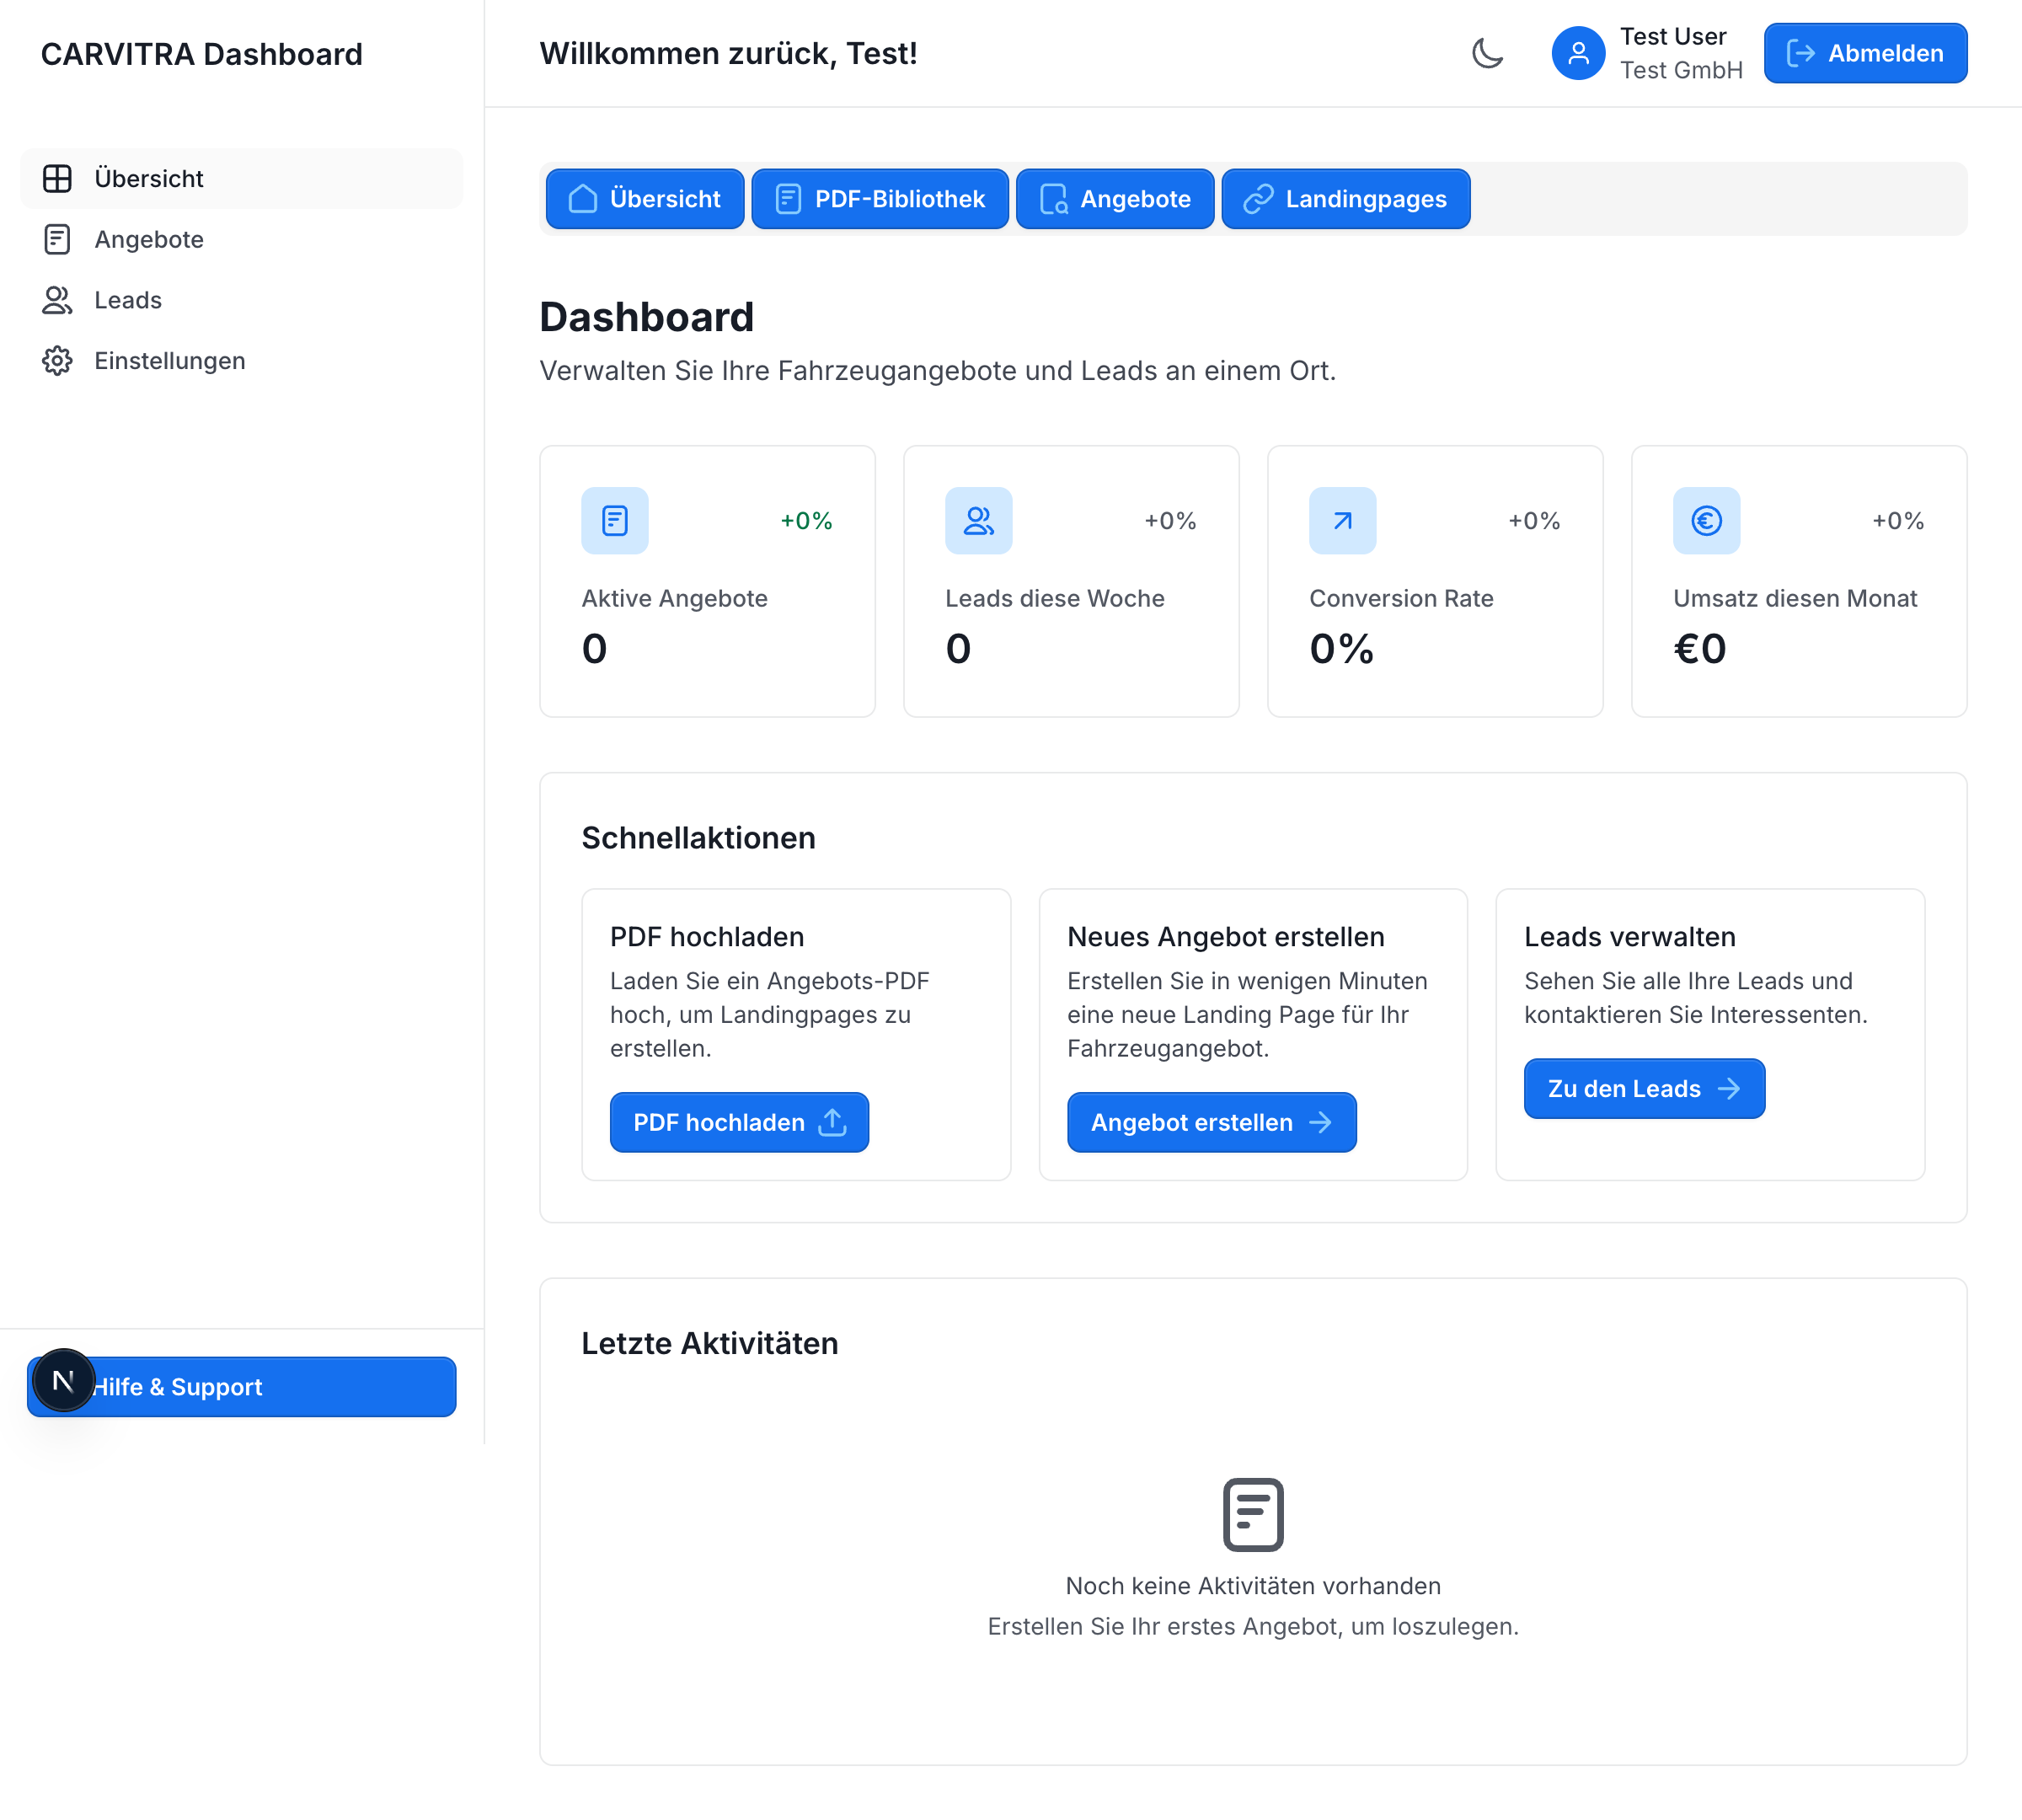 CARVITRA Dashboard
Übersicht
Angebote
Leads
Einstellungen
N
Hilfe & Support
Willkommen zurück, Test!
Test User
Test GmbH
Abmelden
Übersicht
PDF-Bibliothek
Angebote
Landingpages
Dashboard
Verwalten Sie Ihre Fahrzeugangebote und Leads an einem Ort.
+0%
Aktive Angebote
0
+0%
Leads diese Woche
0
+0%
Conversion Rate
0%
+0%
Umsatz diesen Monat
€0
Schnellaktionen
PDF hochladen
Laden Sie ein Angebots-PDF
hoch, um Landingpages zu
erstellen.
PDF hochladen
Neues Angebot erstellen
Erstellen Sie in wenigen Minuten
eine neue Landing Page für Ihr
Fahrzeugangebot.
Angebot erstellen
Leads verwalten
Sehen Sie alle Ihre Leads und
kontaktieren Sie Interessenten.
Zu den Leads
Letzte Aktivitäten
Noch keine Aktivitäten vorhanden
Erstellen Sie Ihr erstes Angebot, um loszulegen.